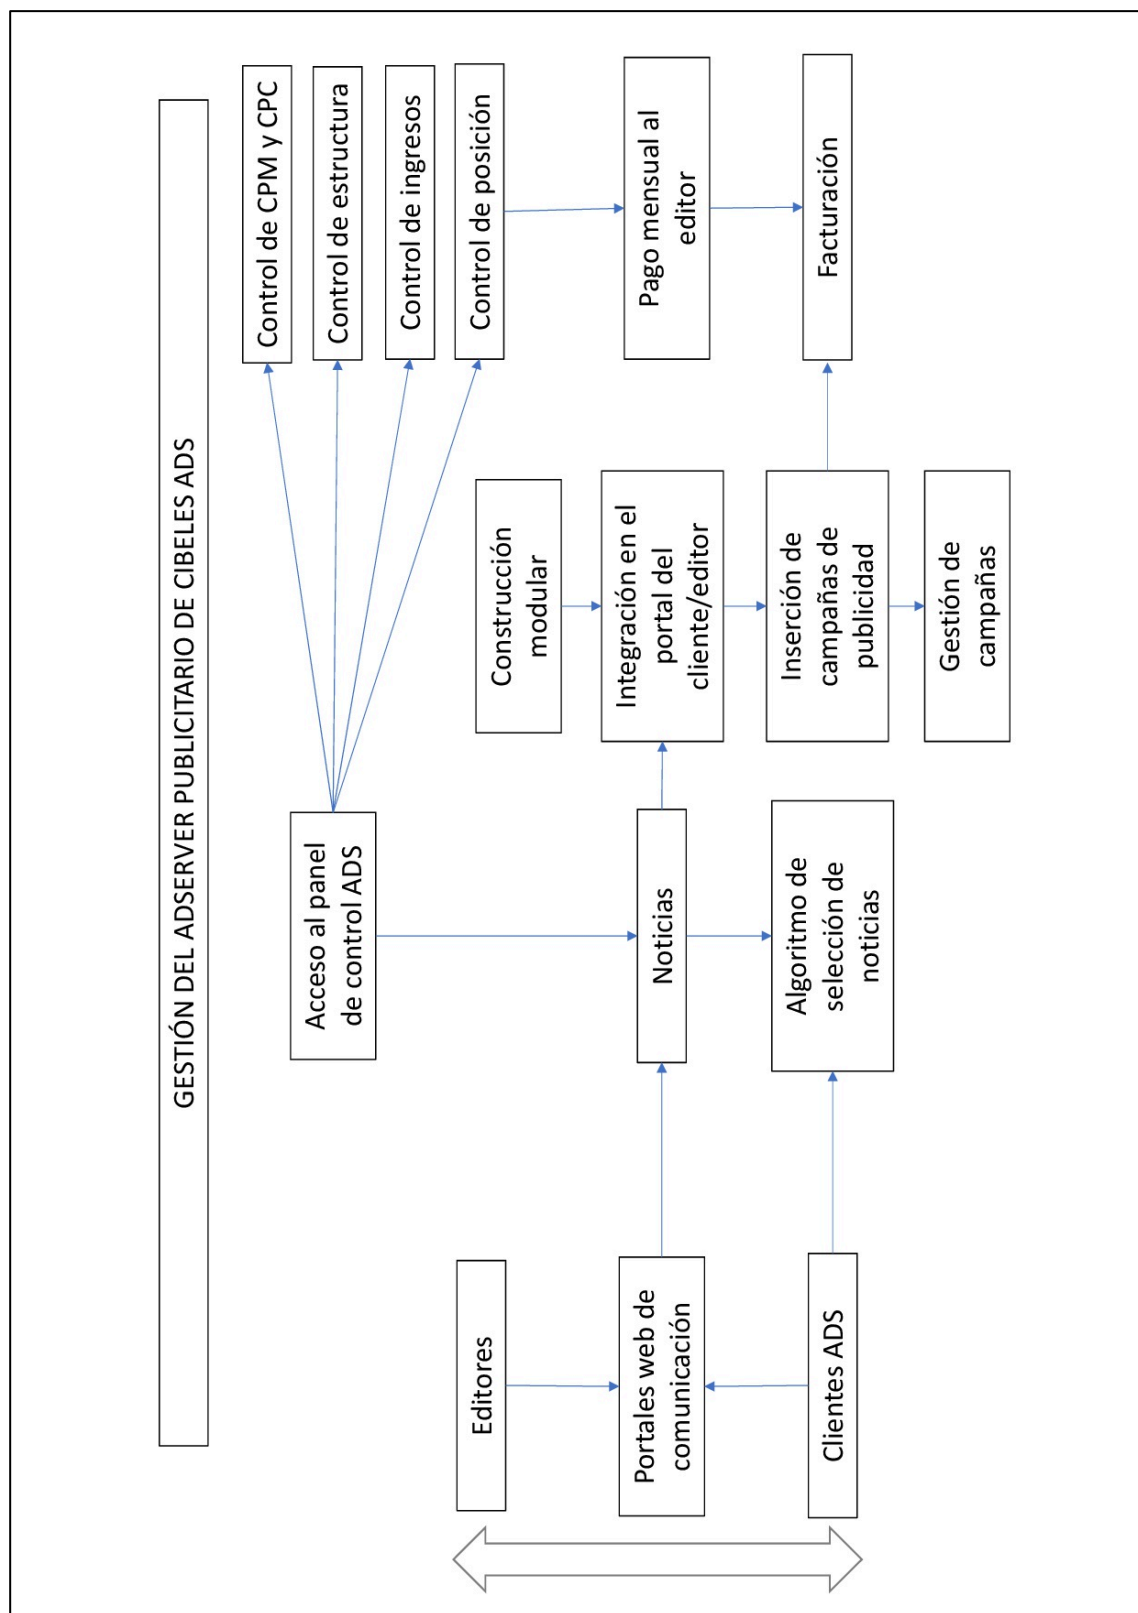 GESTIÓN DEL ADSERVER PUBLICITARIO DE CIBELES ADS
Editores
Portales web de
comunicación
Clientes ADS
Acceso al panel
de control ADS
Noticias
Algoritmo de
selección de
noticias
Construcción
modular
Integración en el
portal del
cliente/editor
Inserción de
campañas de
publicidad
Gestión de
campañas
Control de CPM y CPC
Control de estructura
Control de ingresos
Control de posición
Pago mensual al
editor
Facturación